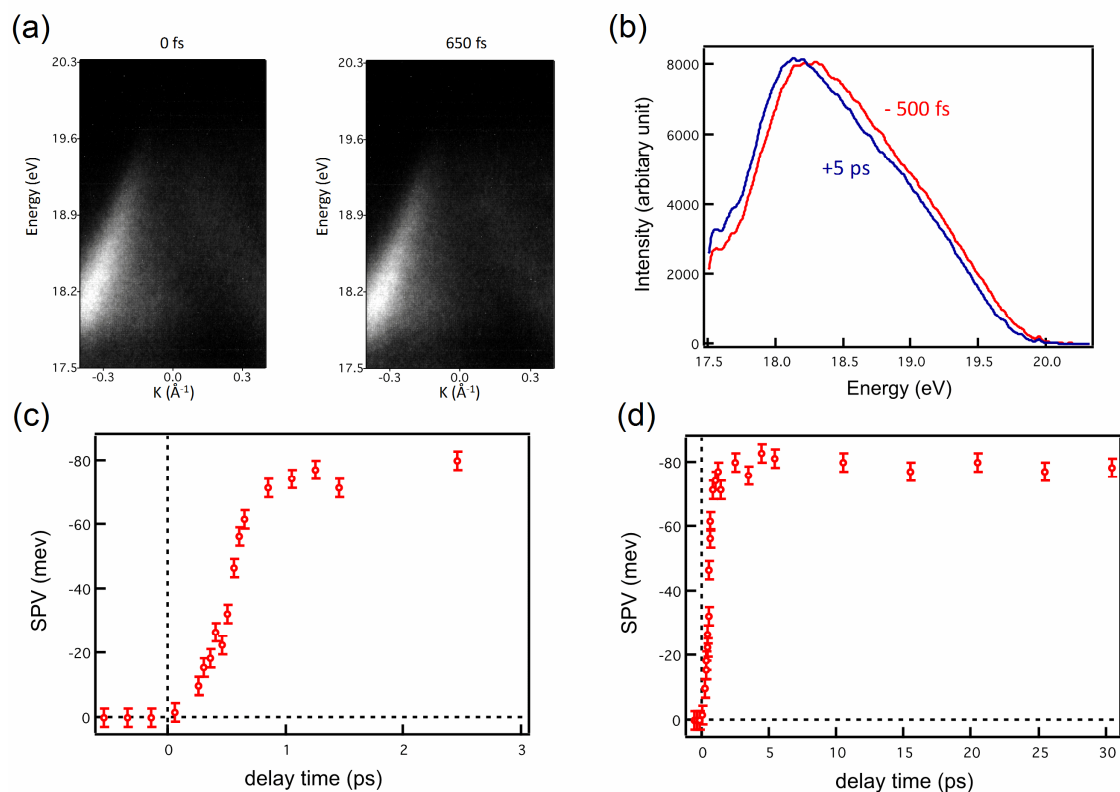 (a)
0 fs
650 fs
20.3
19.6
18.9
18.2
17.5
Energy (eV)
-0.3
0.0
0.3
K (Å⁻¹)
20.3
19.6
18.9
18.2
17.5
Energy (eV)
-0.3
0.0
0.3
K (Å⁻¹)
(b)
8000
6000
4000
2000
0
Intensity (arbitary unit)
- 500 fs
+5 ps
17.5
18.0
18.5
19.0
19.5
20.0
Energy (eV)
(c)
-80
-60
-40
-20
0
SPV (mev)
0
1
2
3
delay time (ps)
(d)
-80
-60
-40
-20
0
SPV (mev)
0
5
10
15
20
25
30
delay time (ps)